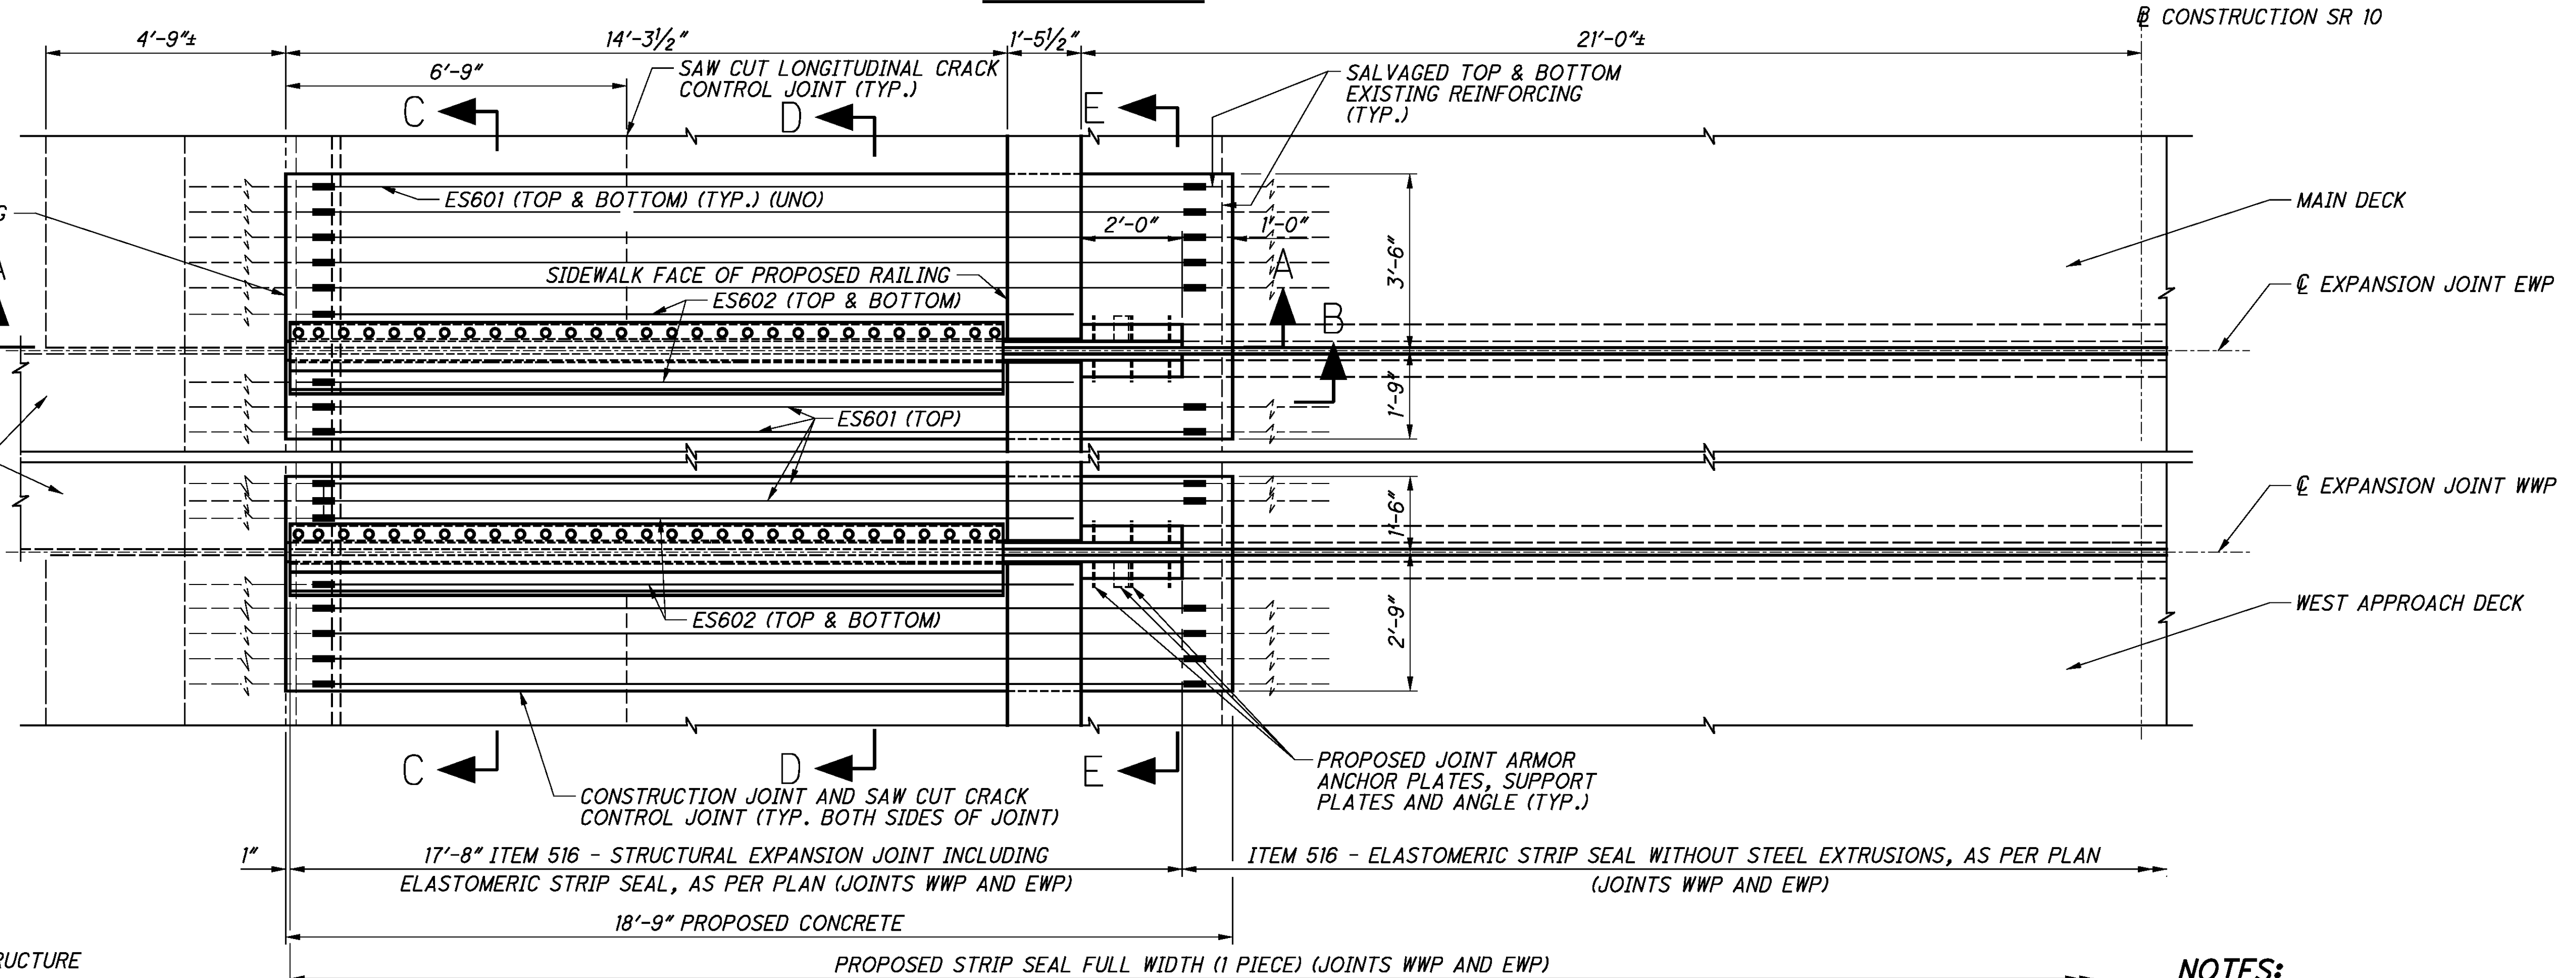 ℄ CONSTRUCTION SR 10
4'-9"±
14'-3½"
1'-5½"
21'-0"±
6'-9"
SAW CUT LONGITUDINAL CRACK
CONTROL JOINT (TYP.)
SALVAGED TOP & BOTTOM
EXISTING REINFORCING
(TYP.)
C
D
E
ES601 (TOP & BOTTOM) (TYP.) (UNO)
MAIN DECK
G
2'-0"
1'-0"
3'-6"
A
SIDEWALK FACE OF PROPOSED RAILING
A
℄ EXPANSION JOINT EWP
ES602 (TOP & BOTTOM)
B
1'-9"
ES601 (TOP)
℄ EXPANSION JOINT WWP
1'-6"
WEST APPROACH DECK
ES602 (TOP & BOTTOM)
2'-9"
C
D
E
PROPOSED JOINT ARMOR
ANCHOR PLATES, SUPPORT
PLATES AND ANGLE (TYP.)
CONSTRUCTION JOINT AND SAW CUT CRACK
CONTROL JOINT (TYP. BOTH SIDES OF JOINT)
1"
17'-8" ITEM 516 - STRUCTURAL EXPANSION JOINT INCLUDING
ELASTOMERIC STRIP SEAL, AS PER PLAN (JOINTS WWP AND EWP)
ITEM 516 - ELASTOMERIC STRIP SEAL WITHOUT STEEL EXTRUSIONS, AS PER PLAN
(JOINTS WWP AND EWP)
18'-9" PROPOSED CONCRETE
RUCTURE
PROPOSED STRIP SEAL FULL WIDTH (1 PIECE) (JOINTS WWP AND EWP)
NOTES: